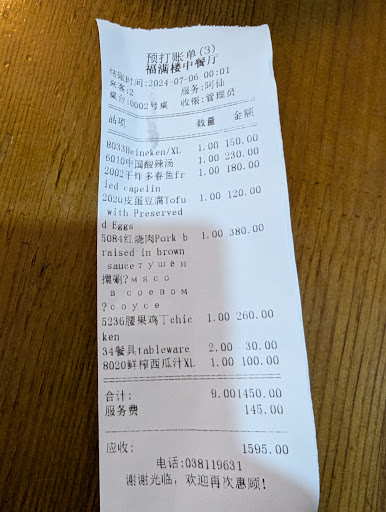 预打账单(3)
福满楼中餐厅
结账时间:2024-07-06 00:01
来客:2 服务:阿仙
桌台:0002号桌 收银:管理员
品项 数量 金额
8033Heineken/XL 1.00 150.00
6010中国酸辣汤 1.00 230.00
2002干炸多春鱼fr 1.00 180.00
ied capelin
2020皮蛋豆腐Tofu 1.00 120.00
with Preserved
d Eggs
5084红烧肉Pork b 1.00 380.00
raised in brown
sauceтушён
擐唰?мясо
в соевом
?соусе
5236腰果鸡丁chic 1.00 260.00
ken
34餐具tableware 2.00 30.00
8020鲜榨西瓜汁XL 1.00 100.00
合计: 9.001450.00
服务费 145.00
应收: 1595.00
电话:038119631
谢谢光临，欢迎再次惠顾!